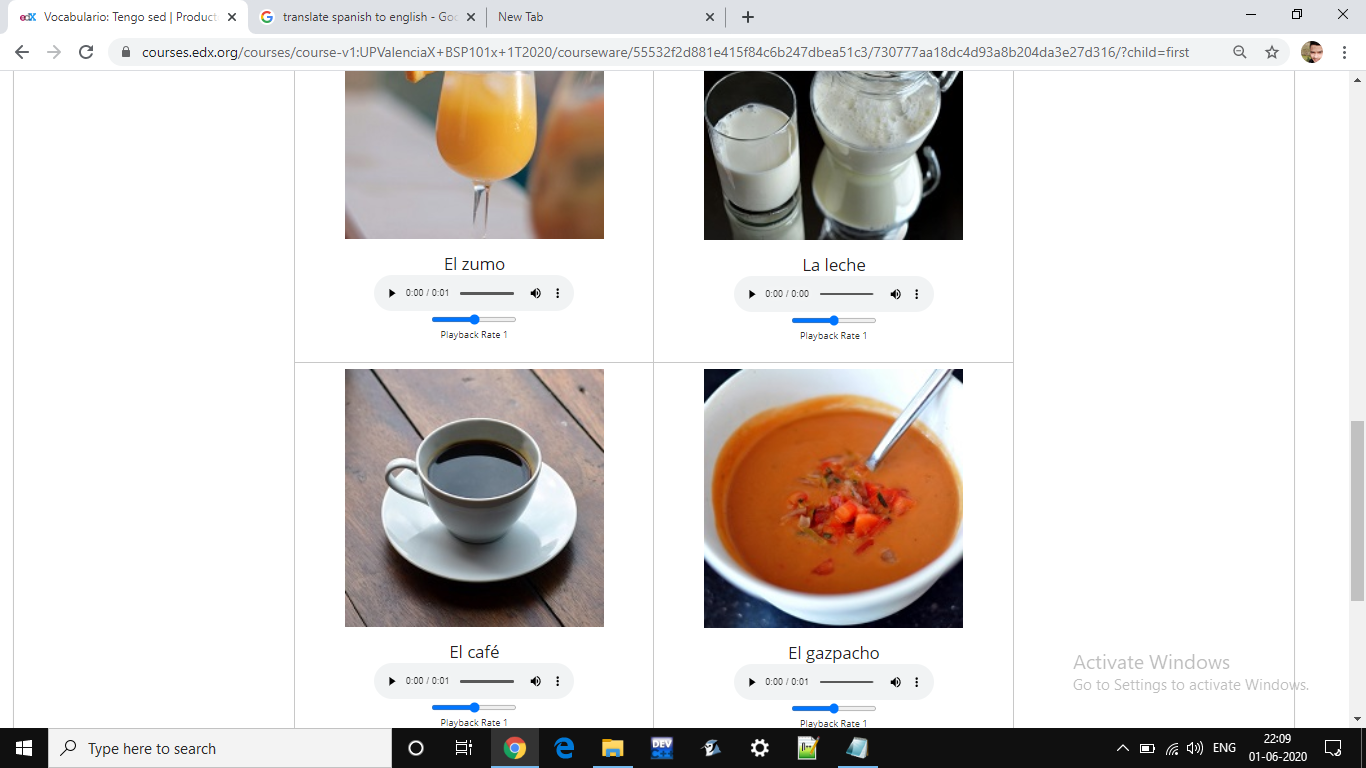 edX Vocabulario: Tengo sed | Product
translate spanish to english - Goo
New Tab
courses.edx.org/courses/course-v1:UPValenciaX+BSP101x+1T2020/courseware/55532f2d881e415f84c6b247dbea51c3/730777aa18dc4d93a8b204da3e27d316/?child=first
El zumo
La leche
0:00 / 0:01
0:00 / 0:00
Playback Rate 1
Playback Rate 1
El café
El gazpacho
0:00 / 0:01
0:00 / 0:01
Playback Rate 1
Playback Rate 1
Activate Windows
Go to Settings to activate Windows.
Type here to search
DEV
ENG
22:09
01-06-2020